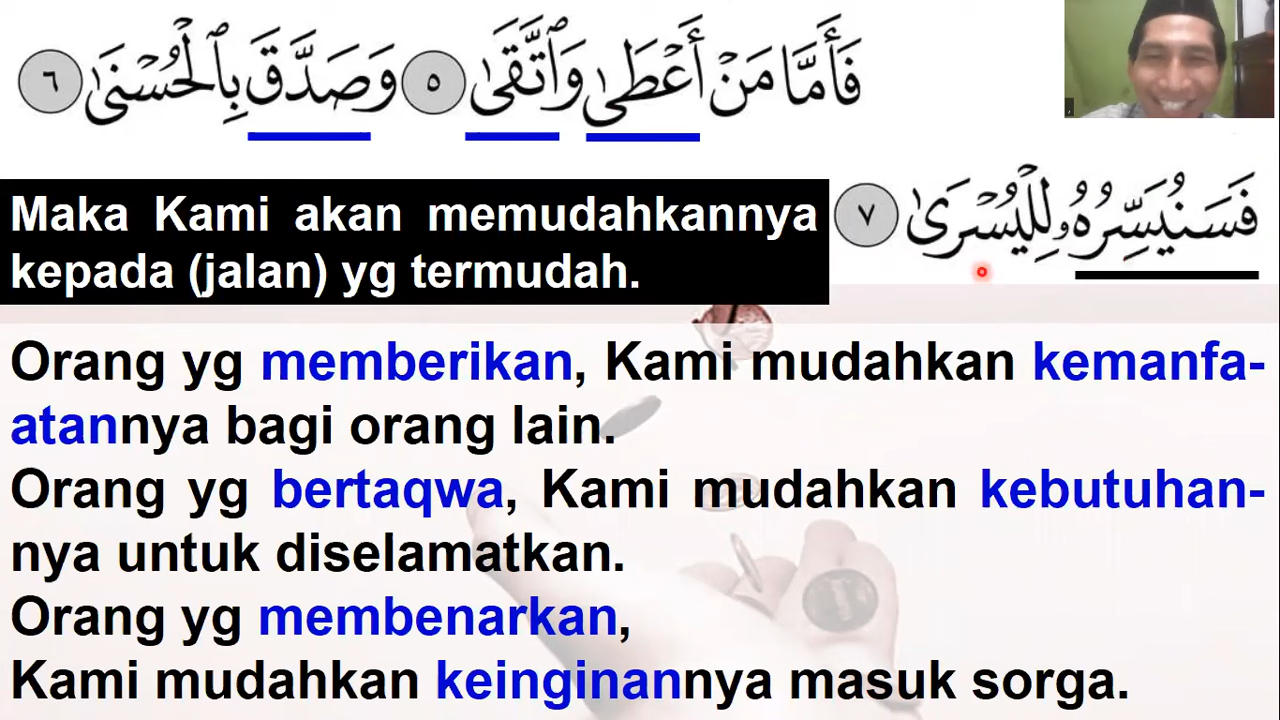 فَأَمَّا مَنْ أَعْطَىٰ وَٱتَّقَىٰ ٥ وَصَدَّقَ بِٱلْحُسْنَىٰ ٦
فَسَنُيَسِّرُهُۥ لِلْيُسْرَىٰ ٧
Maka Kami akan memudahkannya
kepada (jalan) yg termudah.
Orang yg memberikan, Kami mudahkan kemanfa-
atannya bagi orang lain.
Orang yg bertaqwa, Kami mudahkan kebutuhan-
nya untuk diselamatkan.
Orang yg membenarkan,
Kami mudahkan keinginannya masuk sorga.